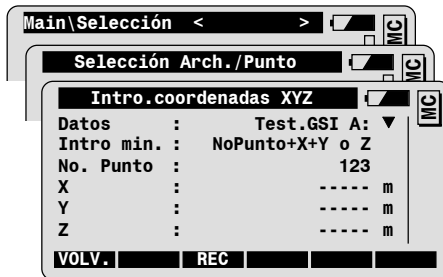 Main\Selección < >
MC
Selección Arch./Punto
MC
Intro.coordenadas XYZ
MC
Datos : Test.GSI A: ▼
Intro min. : NoPunto+X+Y o Z
No. Punto : 123
X : ----- m
Y : ----- m
Z : ----- m
VOLV. REC